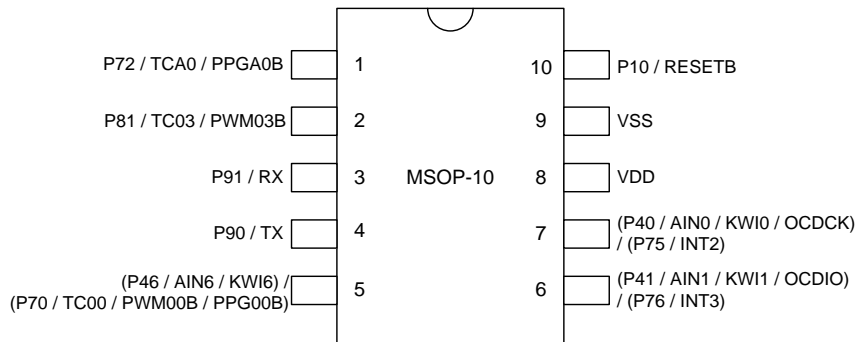 P72 / TCA0 / PPGA0B
1
10
P10 / RESETB
P81 / TC03 / PWM03B
2
9
VSS
P91 / RX
3
MSOP-10
8
VDD
P90 / TX
4
7
(P40 / AIN0 / KWI0 / OCDCK)
/ (P75 / INT2)
(P46 / AIN6 / KWI6) /
(P70 / TC00 / PWM00B / PPG00B)
5
6
(P41 / AIN1 / KWI1 / OCDIO)
/ (P76 / INT3)